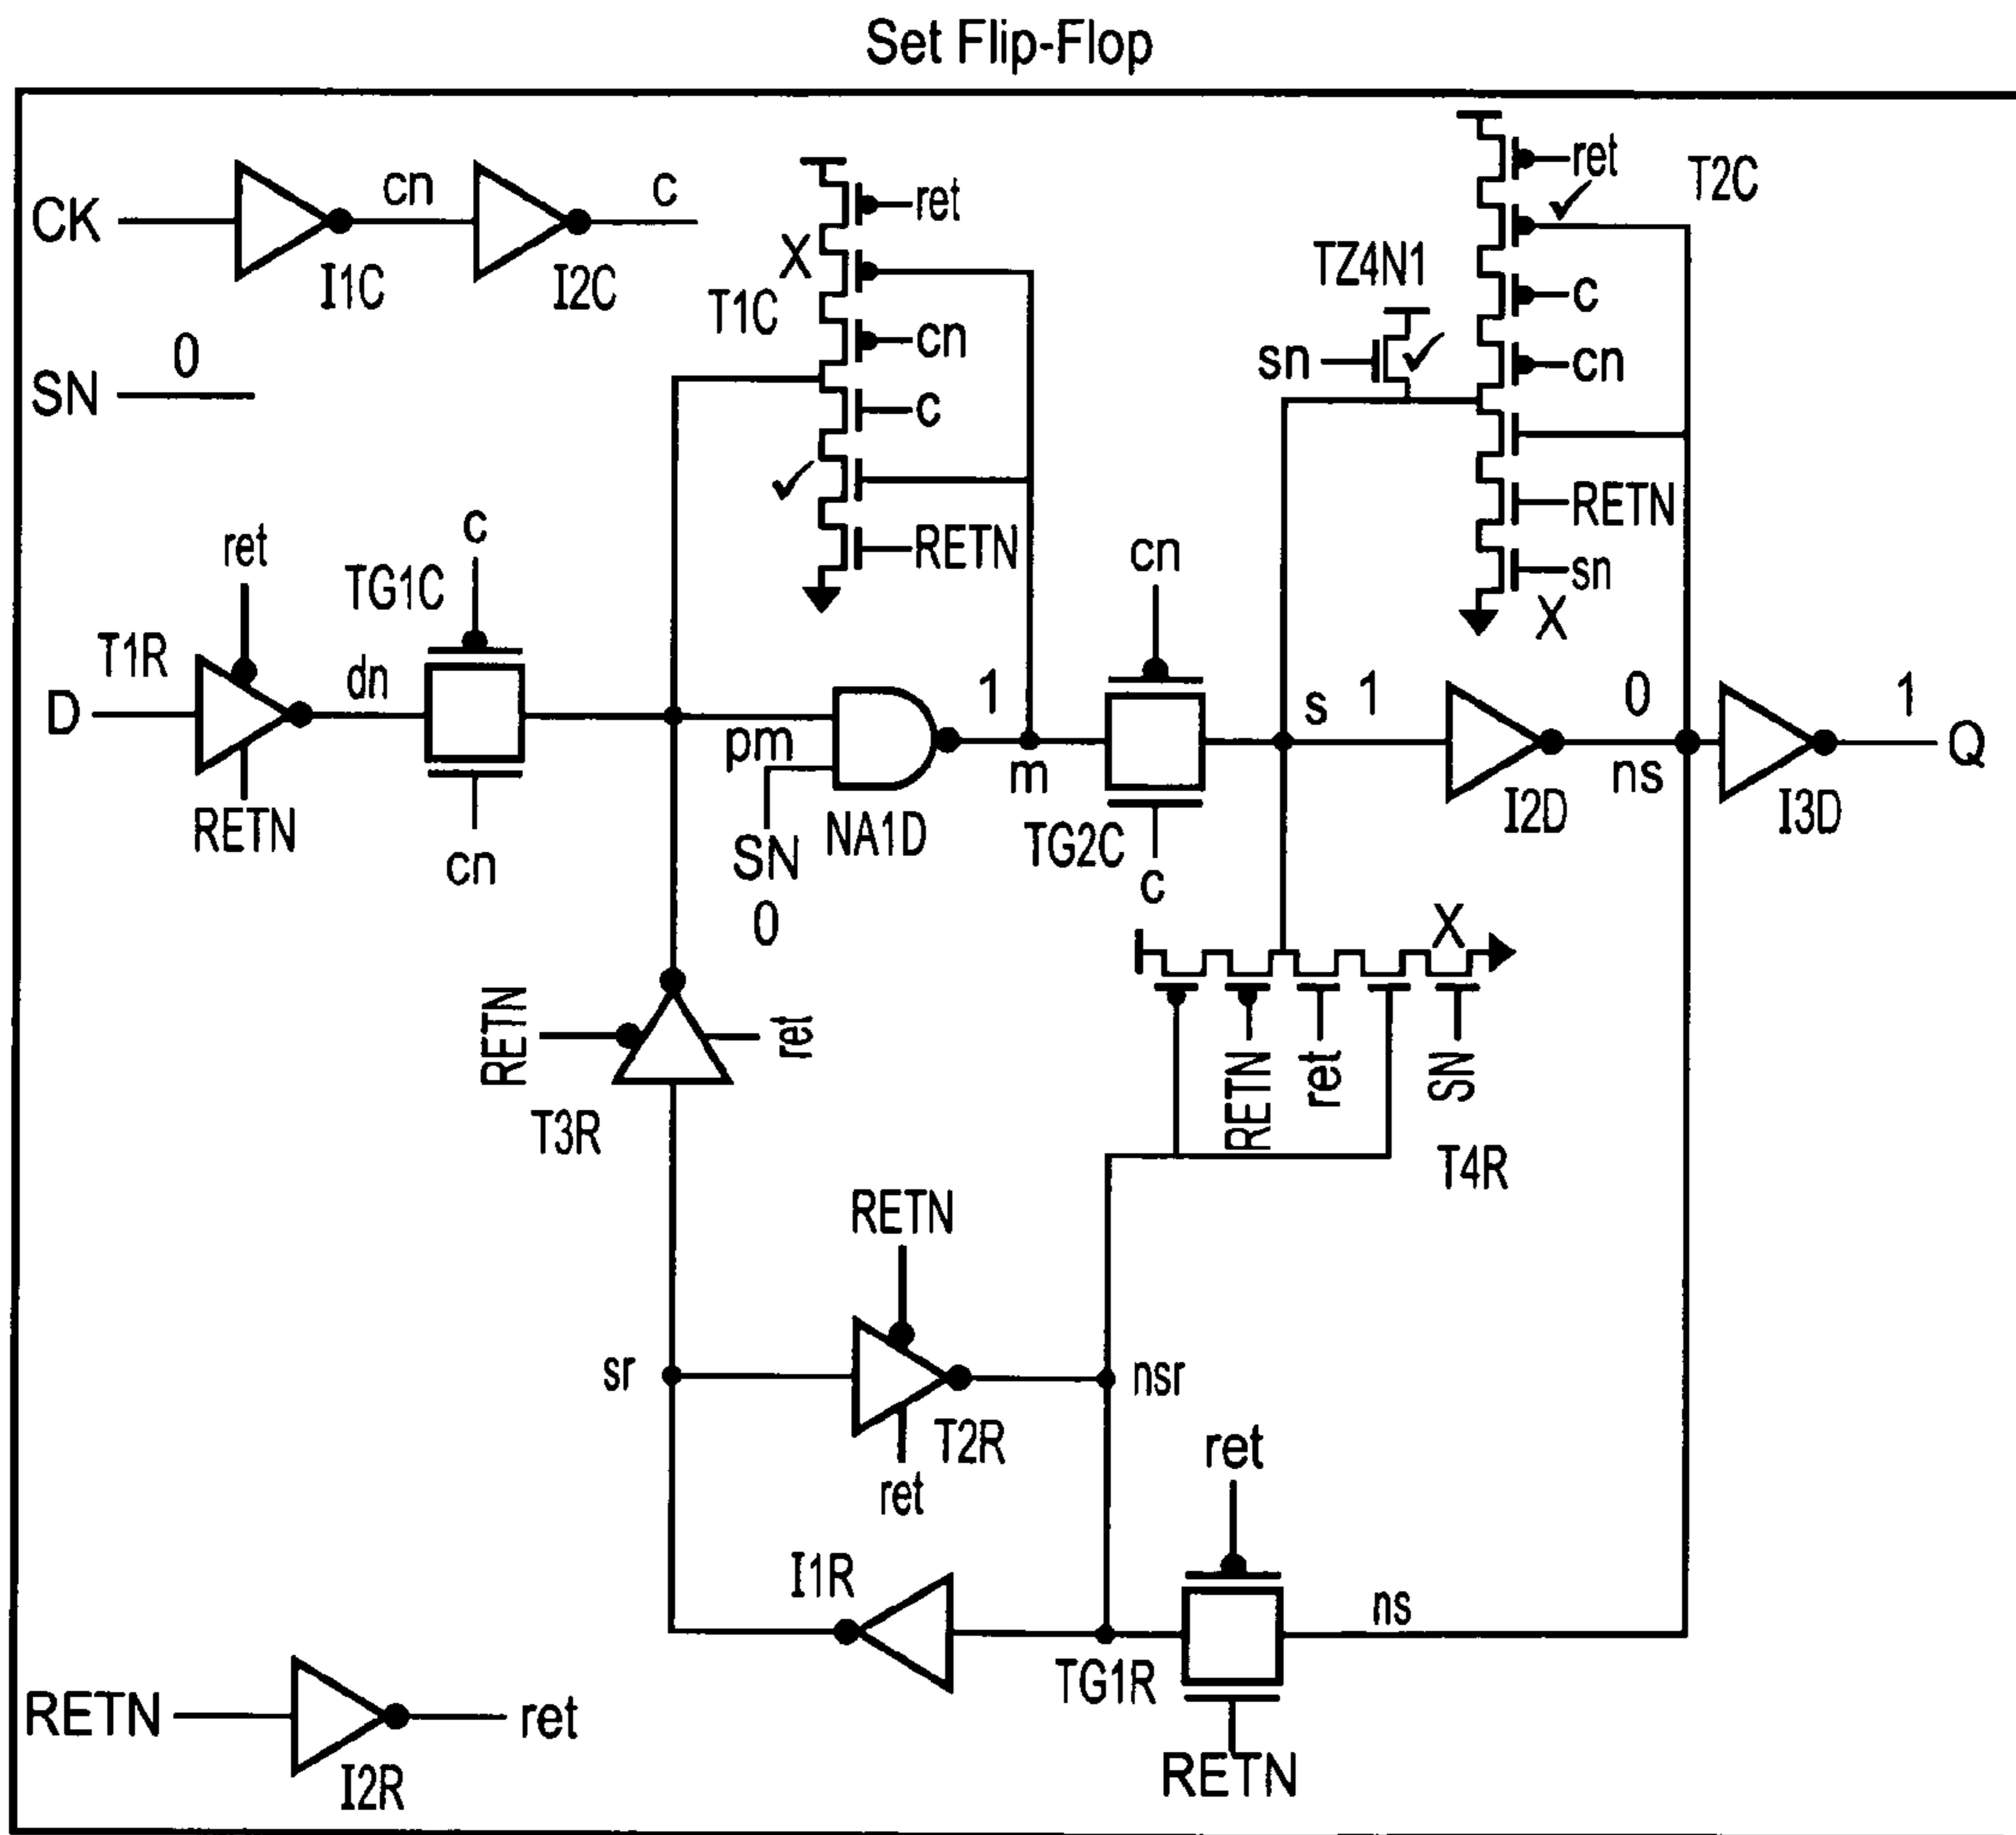 Set Flip-Flop
CK
cn
c
I1C
I2C
SN
0
ret
X
T1C
cn
c
RETN
ret
T2C
c
cn
TZ4N1
sn
RETN
sn
X
ret
T1R
D
RETN
dn
c
TG1C
cn
pm
SN
0
NA1D
1
m
cn
TG2C
c
s
1
I2D
0
ns
I3D
1
Q
X
RETN
ret
SN
T4R
RETN
ret
T3R
RETN
sr
T2R
ret
nsr
ret
I1R
TG1R
ns
RETN
RETN
ret
I2R